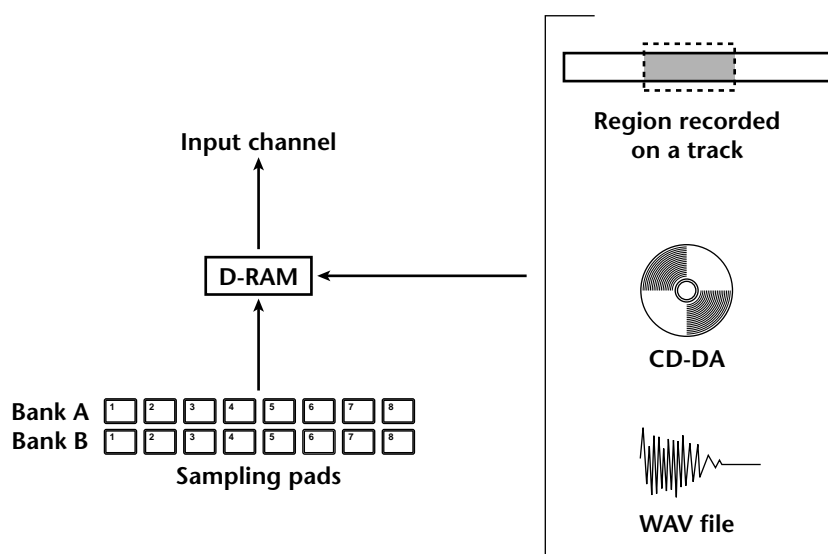 Region recorded
on a track
Input channel
D-RAM
CD-DA
Bank A 1 2 3 4 5 6 7 8
Bank B 1 2 3 4 5 6 7 8
Sampling pads
WAV file